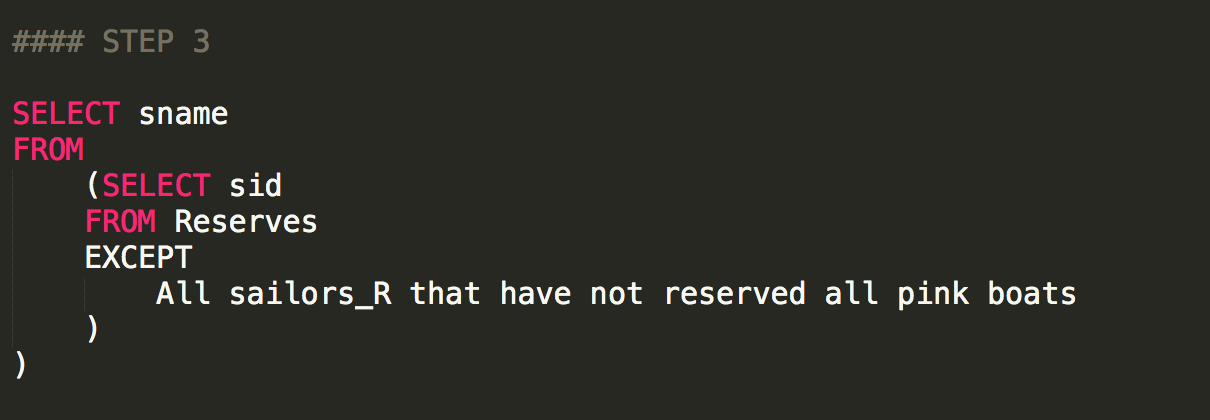 #### STEP 3
SELECT sname
FROM
(SELECT sid
FROM Reserves
EXCEPT
All sailors_R that have not reserved all pink boats
)
)